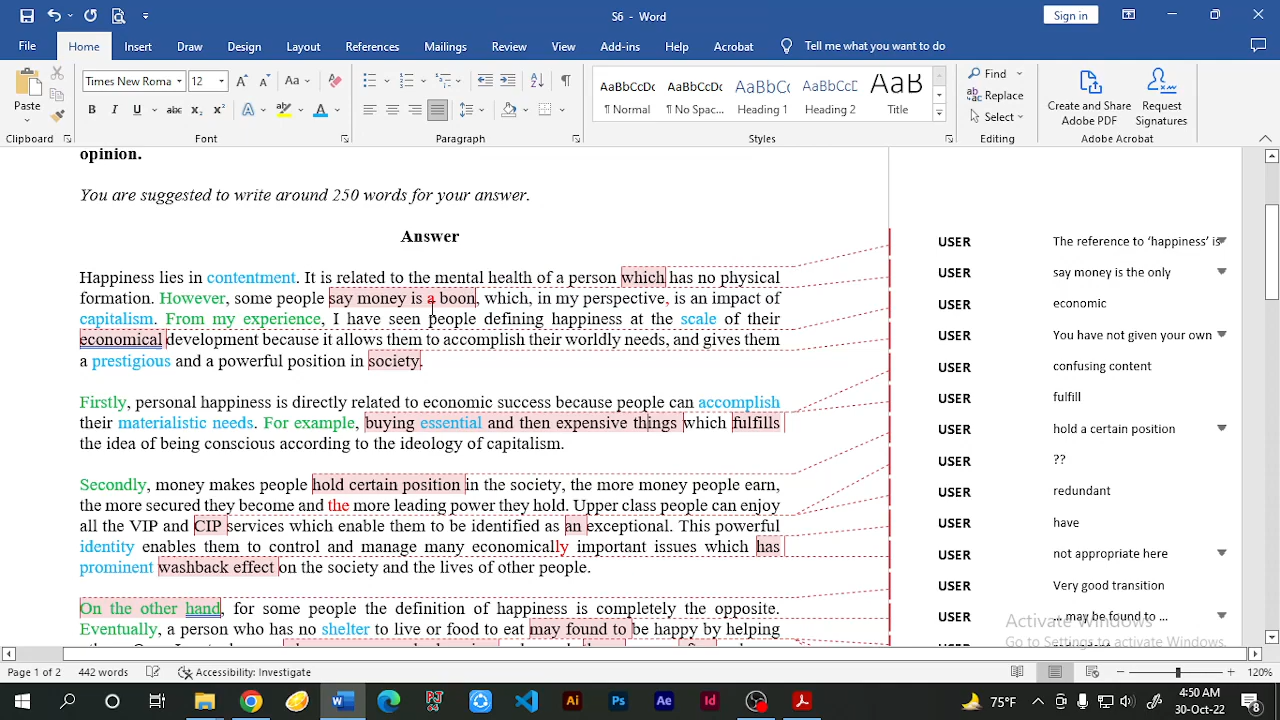 S6 - Word
Sign in
File Home Insert Draw Design Layout References Mailings Review View Add-ins Help Acrobat Tell me what you want to do
Paste
Times New Roma 12
Find
Replace
Select
AaBbCcDc AaBbCcDc AaBbC AaBbCc AaB
¶ Normal ¶ No Spac... Heading 1 Heading 2 Title
Create and Share Adobe PDF
Request Signatures
Clipboard Font Paragraph Styles Editing Adobe Acrobat
opinion.
You are suggested to write around 250 words for your answer.
Answer
Happiness lies in contentment. It is related to the mental health of a person which has no physical
formation. However, some people say money is a boon, which, in my perspective, is an impact of
capitalism. From my experience, I have seen people defining happiness at the scale of their
economical development because it allows them to accomplish their worldly needs, and gives them
a prestigious and a powerful position in society.
Firstly, personal happiness is directly related to economic success because people can accomplish
their materialistic needs. For example, buying essential and then expensive things which fulfills
the idea of being conscious according to the ideology of capitalism.
Secondly, money makes people hold certain position in the society, the more money people earn,
the more secured they become and the more leading power they hold. Upper class people can enjoy
all the VIP and CIP services which enable them to be identified as an exceptional. This powerful
identity enables them to control and manage many economically important issues which has
prominent washback effect on the society and the lives of other people.
On the other hand, for some people the definition of happiness is completely the opposite.
Eventually, a person who has no shelter to live or food to eat may found to be happy by helping
USER The reference to ‘happiness’ is
USER say money is the only
USER economic
USER You have not given your own
USER confusing content
USER fulfill
USER hold a certain position
USER ??
USER redundant
USER have
USER not appropriate here
USER Very good transition
USER ... may be found to ...
Activate Windows
Go to Settings to activate Windows.
Page 1 of 2 442 words Accessibility: Investigate 120%
75°F
4:50 AM
30-Oct-22
8